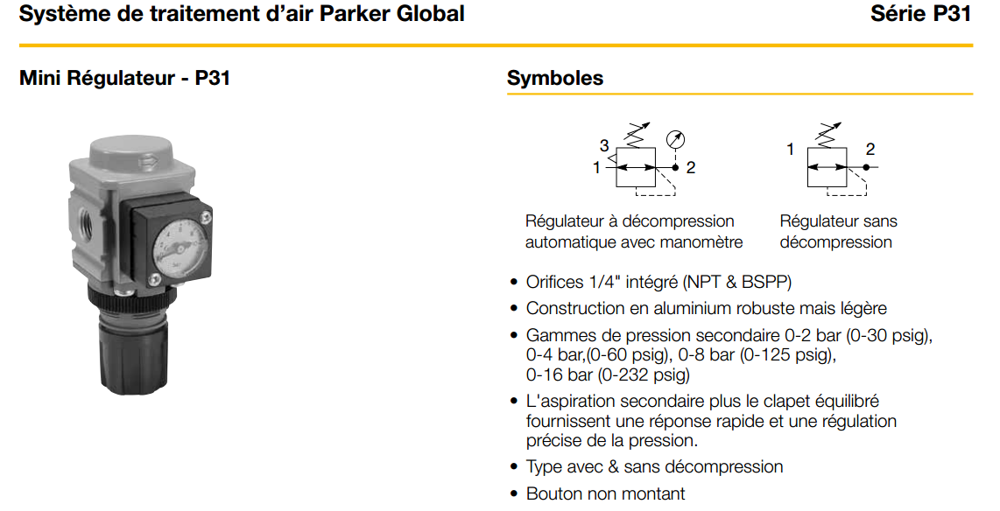 Système de traitement d'air Parker Global
Série P31
Mini Régulateur - P31
Symboles
3
1
2
1
2
Régulateur à décompression
automatique avec manomètre
Régulateur sans
décompression
• Orifices 1/4" intégré (NPT & BSPP)
• Construction en aluminium robuste mais légère
• Gammes de pression secondaire 0-2 bar (0-30 psig),
0-4 bar,(0-60 psig), 0-8 bar (0-125 psig),
0-16 bar (0-232 psig)
• L'aspiration secondaire plus le clapet équilibré
fournissent une réponse rapide et une régulation
précise de la pression.
• Type avec & sans décompression
• Bouton non montant